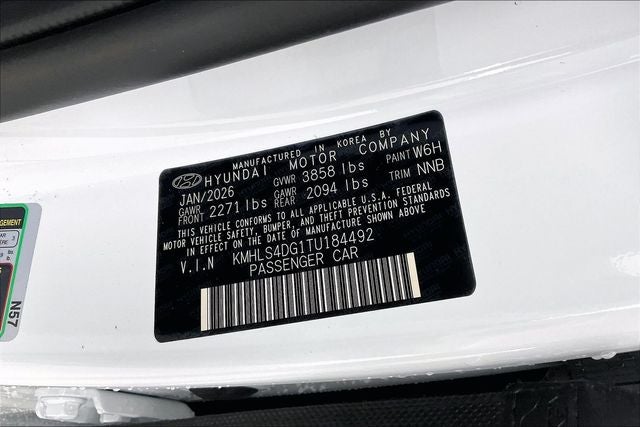 MANUFACTURED IN KOREA BY
HYUNDAI MOTOR COMPANY
JAN/2026 GVWR 3858 lbs PAINT W6H
GAWR FRONT 2271 lbs GAWR REAR 2094 lbs TRIM NNB
THIS VEHICLE CONFORMS TO ALL APPLICABLE U.S.A. FEDERAL
MOTOR VEHICLE SAFETY, BUMPER, AND THEFT PREVENTION STANDARDS
IN EFFECT ON THE DATE OF MANUFACTURE SHOWN ABOVE
V.I.N KMHLS4DG1TU184492
PASSENGER CAR
N57